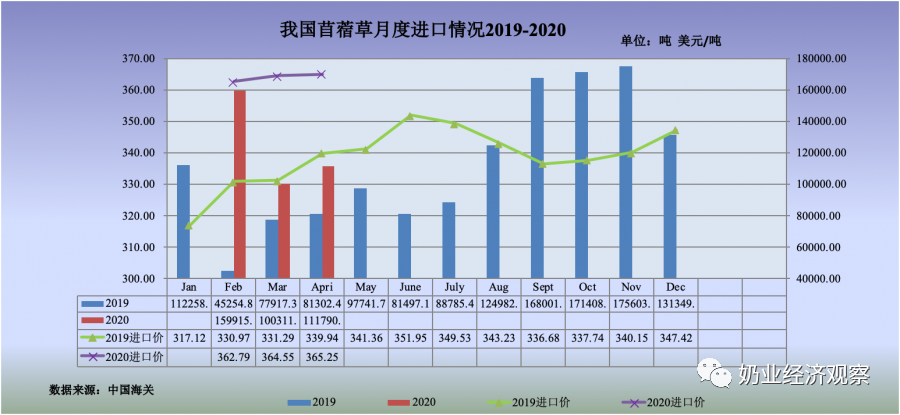 我国苜蓿草月度进口情况2019-2020
单位：吨 美元/吨
370.00 180000.00
360.00 160000.00
350.00 140000.00
340.00 120000.00
330.00 100000.00
320.00 80000.00
310.00 60000.00
300.00 40000.00
Jan Feb Mar Apri May June July Aug Sept Oct Nov Dec
2019 112258. 45254.8 77917.3 81302.4 97741.7 81497.1 88785.4 124982. 168001. 171408. 175603. 131349.
2020 159915. 100311. 111790.
2019进口价 317.12 330.97 331.29 339.94 341.36 351.95 349.53 343.23 336.68 337.74 340.15 347.42
2020进口价 362.79 364.55 365.25
数据来源：中国海关
奶业经济观察
2019 2020 2019进口价 2020进口价